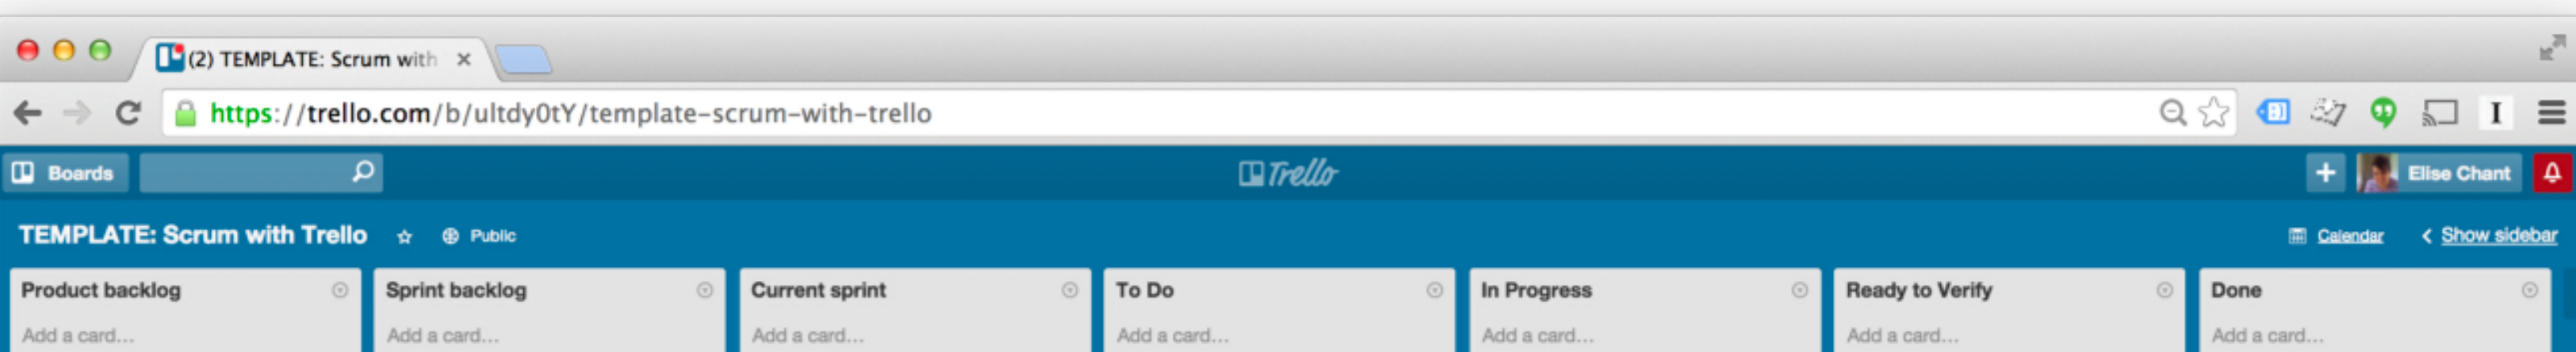 (2) TEMPLATE: Scrum with
https://trello.com/b/ultdy0tY/template-scrum-with-trello
Boards Trello + Elise Chant
TEMPLATE: Scrum with Trello Public Calendar < Show sidebar
Product backlog Sprint backlog Current sprint To Do In Progress Ready to Verify Done
Add a card... Add a card... Add a card... Add a card... Add a card... Add a card... Add a card...